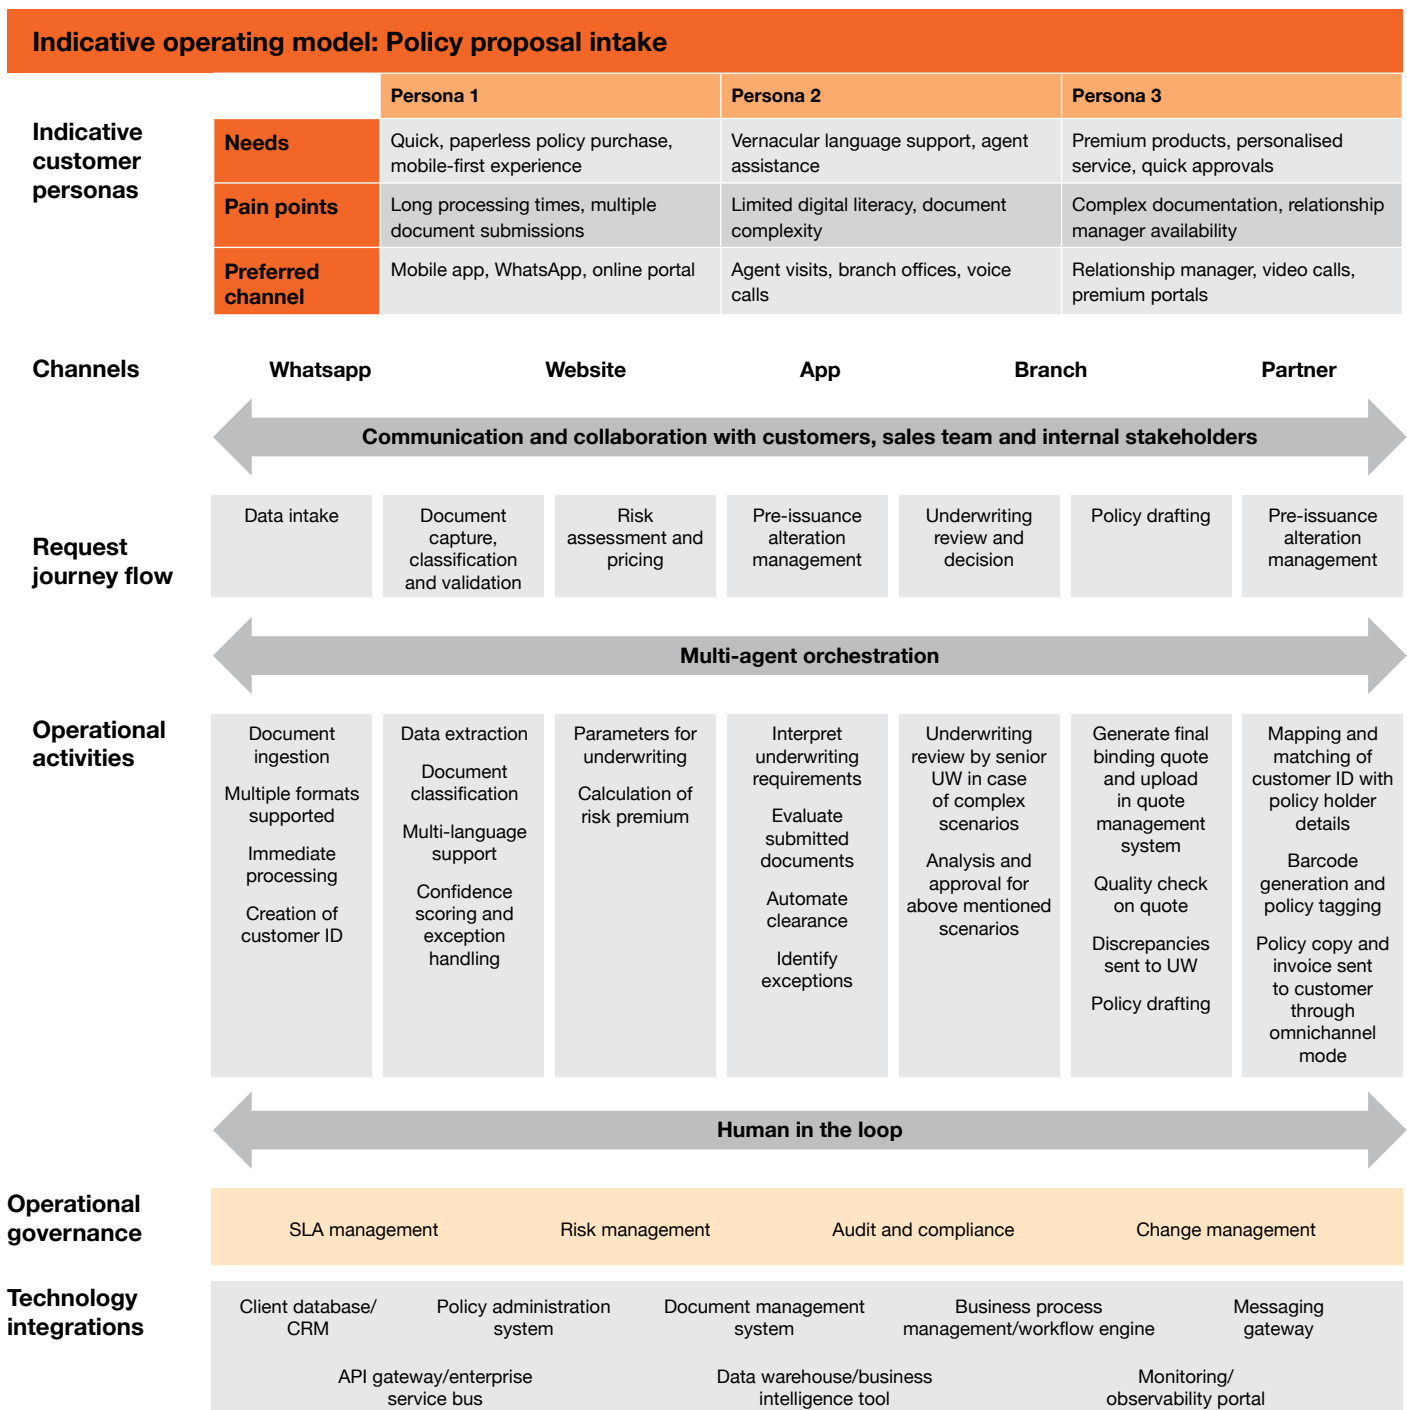 Indicative operating model: Policy proposal intake
Indicative
customer
personas
Persona 1
Persona 2
Persona 3
Needs
Quick, paperless policy purchase,
mobile-first experience
Vernacular language support, agent
assistance
Premium products, personalised
service, quick approvals
Pain points
Long processing times, multiple
document submissions
Limited digital literacy, document
complexity
Complex documentation, relationship
manager availability
Preferred
channel
Mobile app, WhatsApp, online portal
Agent visits, branch offices, voice
calls
Relationship manager, video calls,
premium portals
Channels
Whatsapp
Website
App
Branch
Partner
Communication and collaboration with customers, sales team and internal stakeholders
Request
journey flow
Data intake
Document
capture,
classification
and validation
Risk
assessment and
pricing
Pre-issuance
alteration
management
Underwriting
review and
decision
Policy drafting
Pre-issuance
alteration
management
Multi-agent orchestration
Operational
activities
Document
ingestion
Multiple formats
supported
Immediate
processing
Creation of
customer ID
Data extraction
Document
classification
Multi-language
support
Confidence
scoring and
exception
handling
Parameters for
underwriting
Calculation of
risk premium
Interpret
underwriting
requirements
Evaluate
submitted
documents
Automate
clearance
Identify
exceptions
Underwriting
review by senior
UW in case
of complex
scenarios
Analysis and
approval for
above mentioned
scenarios
Generate final
binding quote
and upload
in quote
management
system
Quality check
on quote
Discrepancies
sent to UW
Policy drafting
Mapping and
matching of
customer ID with
policy holder
details
Barcode
generation and
policy tagging
Policy copy and
invoice sent
to customer
through
omnichannel
mode
Human in the loop
Operational
governance
SLA management
Risk management
Audit and compliance
Change management
Technology
integrations
Client database/
CRM
Policy administration
system
Document management
system
Business process
management/workflow engine
Messaging
gateway
API gateway/enterprise
service bus
Data warehouse/business
intelligence tool
Monitoring/
observability portal